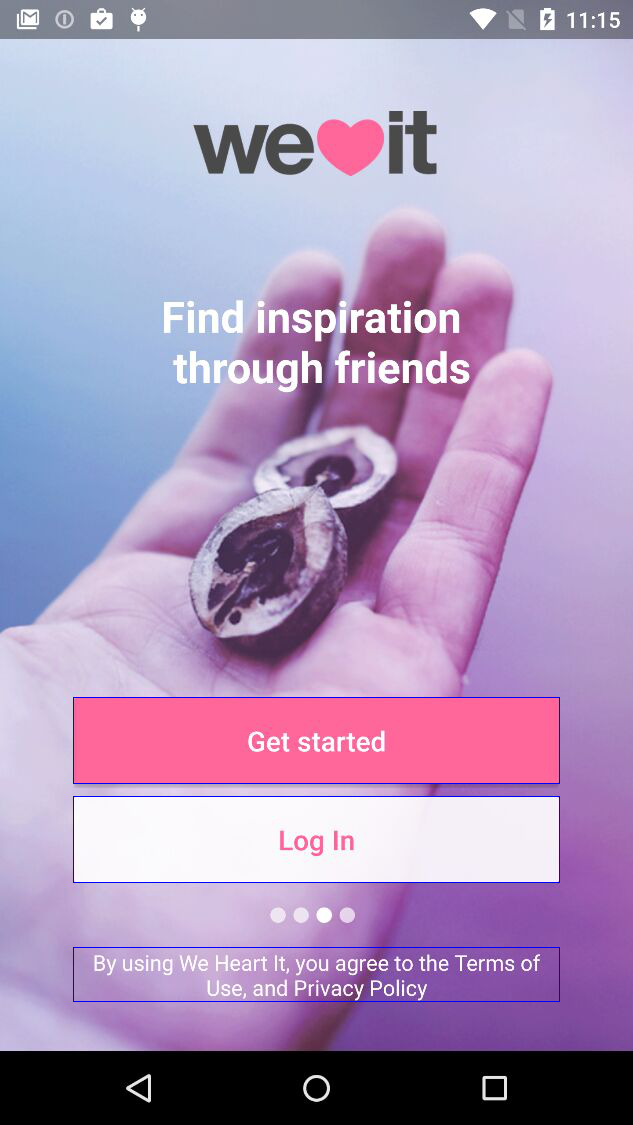 11:15
we it
Find inspiration
through friends
Get started
Log In
By using We Heart It, you agree to the Terms of
Use, and Privacy Policy